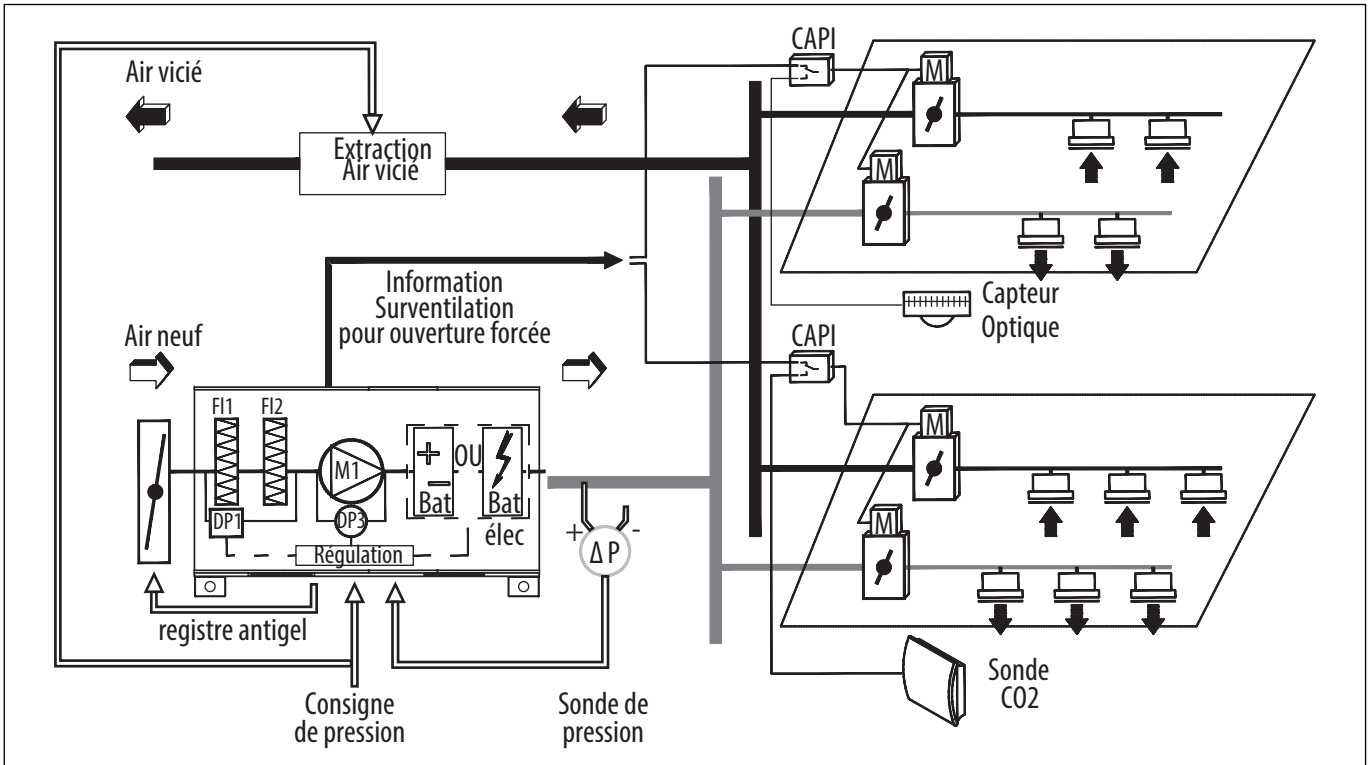 CAPI
Air vicié
M
Extraction
Air vicié
M
Information
Surventilation
pour ouverture forcée
Capteur
Optique
Air neuf
CAPI
FI1
FI2
M
+
OU
M1
-
Bat
Bat
élec
DP1
DP3
Régulation
+
-
Δ P
M
registre antigel
Consigne
de pression
Sonde de
pression
Sonde
CO2